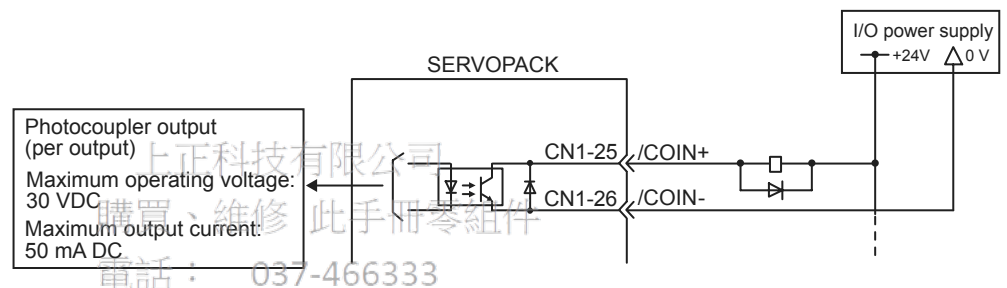 I/O power supply
+24V 0 V
SERVOPACK
Photocoupler output
(per output)
Maximum operating voltage:
30 VDC
Maximum output current:
50 mA DC
CN1-25 /COIN+
CN1-26 /COIN-
上正科技有限公司
購買、維修 此手冊零組件
電話： 037-466333